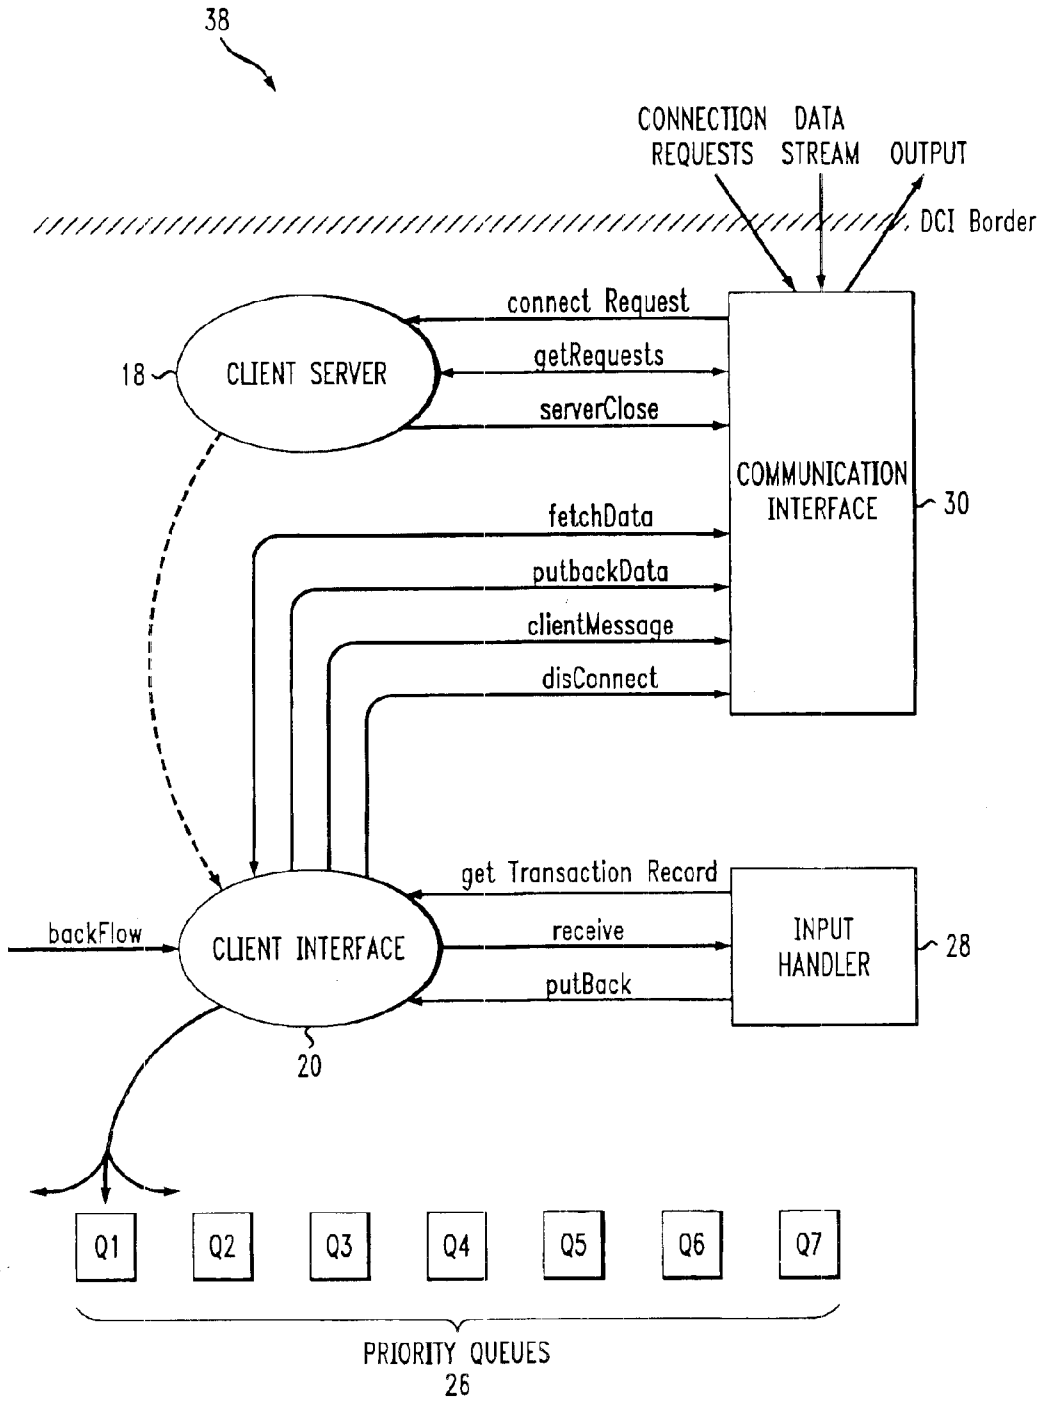 38
CONNECTION DATA
REQUESTS STREAM OUTPUT
DCI Border
connect Request
getRequests
18
CLIENT SERVER
serverClose
COMMUNICATION
INTERFACE
30
fetchData
putbackData
clientMessage
disConnect
get Transaction Record
backFlow
CLIENT INTERFACE
receive
INPUT
HANDLER
28
putBack
20
Q1 Q2 Q3 Q4 Q5 Q6 Q7
PRIORITY QUEUES
26